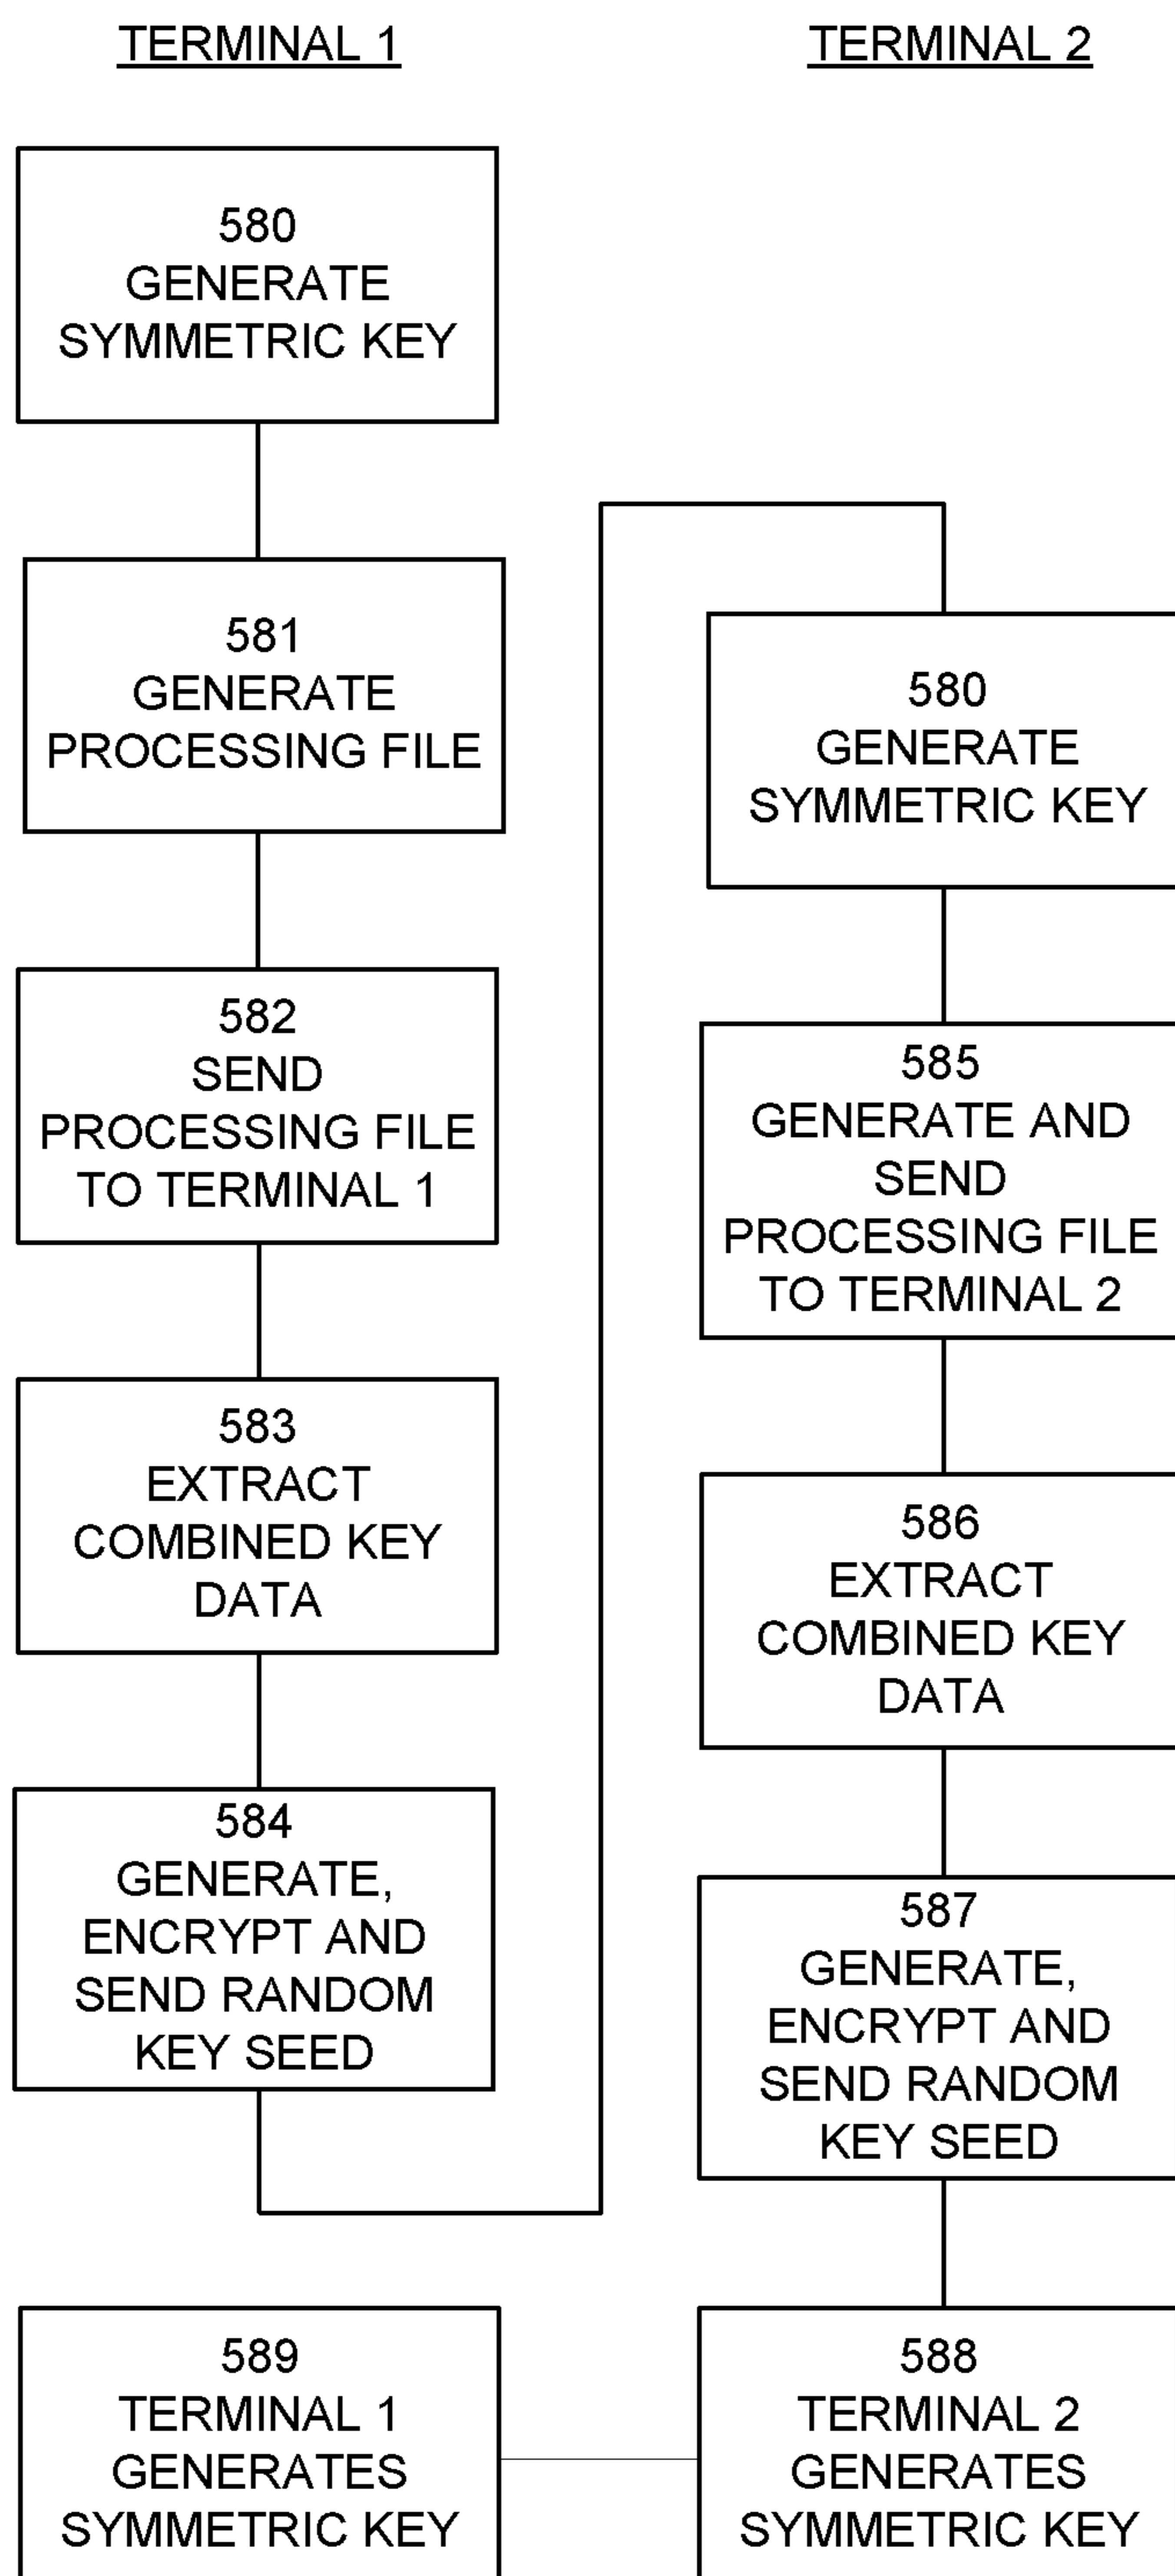 TERMINAL 1
580
GENERATE
SYMMETRIC KEY
581
GENERATE
PROCESSING FILE
582
SEND
PROCESSING FILE
TO TERMINAL 1
583
EXTRACT
COMBINED KEY
DATA
584
GENERATE,
ENCRYPT AND
SEND RANDOM
KEY SEED
TERMINAL 2
580
GENERATE
SYMMETRIC KEY
585
GENERATE AND
SEND
PROCESSING FILE
TO TERMINAL 2
586
EXTRACT
COMBINED KEY
DATA
587
GENERATE,
ENCRYPT AND
SEND RANDOM
KEY SEED
588
TERMINAL 2
GENERATES
SYMMETRIC KEY
589
TERMINAL 1
GENERATES
SYMMETRIC KEY